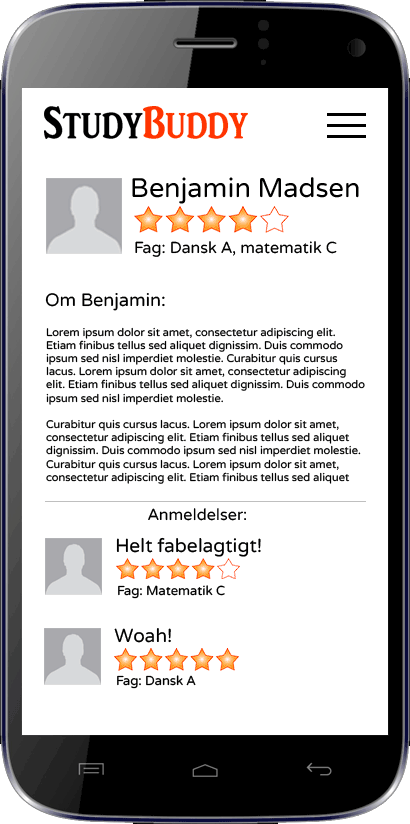 StudyBuddy
Benjamin Madsen
Fag: Dansk A, matematik C
Om Benjamin:
Lorem ipsum dolor sit amet, consectetur adipiscing elit.
Etiam finibus tellus sed aliquet dignissim. Duis commodo
ipsum sed nisl imperdiet molestie. Curabitur quis cursus
lacus. Lorem ipsum dolor sit amet, consectetur adipiscing
elit. Etiam finibus tellus sed aliquet dignissim. Duis commodo
ipsum sed nisl imperdiet molestie.
Curabitur quis cursus lacus. Lorem ipsum dolor sit amet,
consectetur adipiscing elit. Etiam finibus tellus sed aliquet
dignissim. Duis commodo ipsum sed nisl imperdiet molestie.
Curabitur quis cursus lacus. Lorem ipsum dolor sit amet,
consectetur adipiscing elit. Etiam finibus tellus sed aliquet
Anmeldelser:
Helt fabelagtigt!
Fag: Matematik C
Woah!
Fag: Dansk A